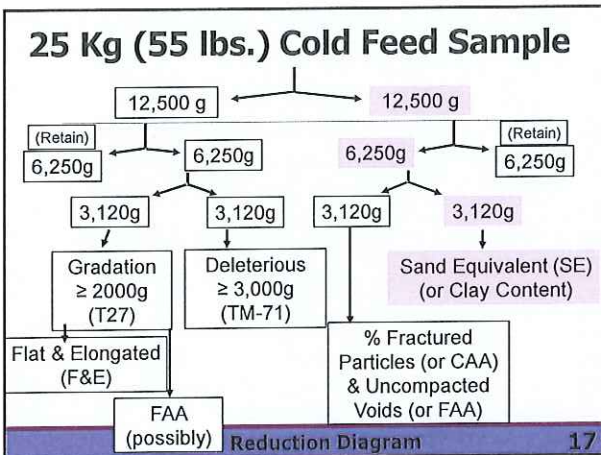 25 Kg (55 lbs.) Cold Feed Sample
12,500 g
12,500 g
(Retain)
6,250g
6,250g
6,250g
(Retain)
6,250g
3,120g
3,120g
3,120g
3,120g
Gradation
≥ 2000g
(T27)
Deleterious
≥ 3,000g
(TM-71)
Sand Equivalent (SE)
(or Clay Content)
Flat & Elongated
(F&E)
% Fractured
Particles (or CAA)
& Uncompacted
Voids (or FAA)
FAA
(possibly)
Reduction Diagram
17